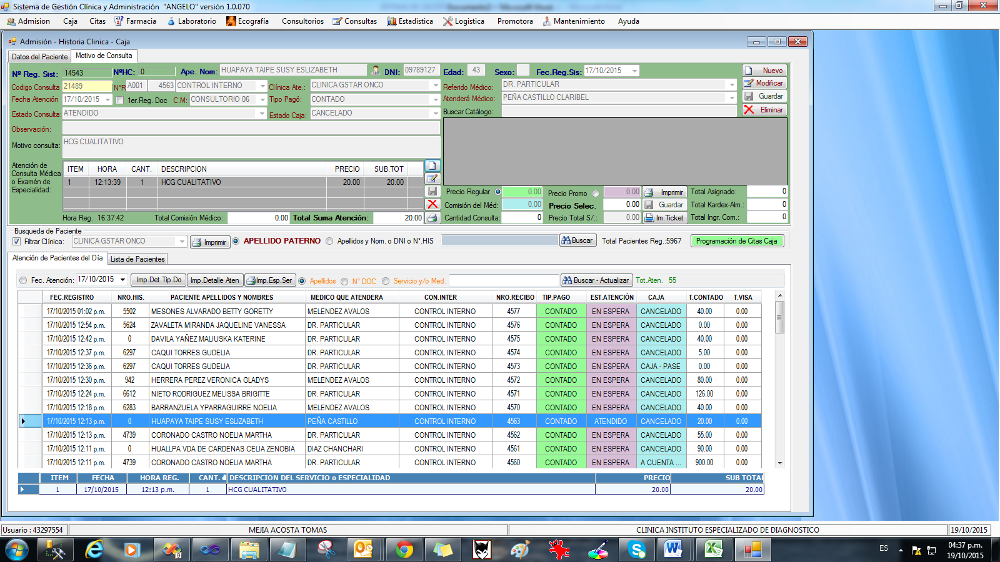 Sistema de Gestión Clínica y Administración  "ANGELO" versión 1.0.070
Admision Caja Citas Farmacia Laboratorio Ecografía Consultorios Consultas Estadistica Logistica Promotora Mantenimiento Ayuda
Admisión - Historia Clinica - Caja
Datos del Paciente Motivo de Consulta
Nº Reg. Sist: 14543 NºHC: 0 Ape. Nom: HUAPAYA TAIPE SUSY ESLIZABETH DNI: 09789127 Edad: 43 Sexo: Fec.Reg.Sis: 17/10/2015 Nuevo
Codigo Consulta 21489 N°R A001 4563 CONTROL INTERNO Clínica Ate.: CLINICA GSTAR ONCO Referido Médico: DR. PARTICULAR Modificar
Fecha Atención 17/10/2015 1er.Reg. Doc C.M: CONSULTORIO 06 Tipo Pagó: CONTADO Atenderá Médico: PEÑA CASTILLO CLARIBEL Guardar
Estado Consulta: ATENDIDO Estado Caja: CANCELADO Buscar Catálogo: Eliminar
Observación:
Motivo consulta: HCG CUALITATIVO
Atención de
Consulta Médica
o Examén de
Especialidad:
ITEM HORA CANT. DESCRIPCION PRECIO SUB.TOT
1 12:13:39 1 HCG CUALITATIVO 20.00 20.00
Hora Reg. 16:37:42 Total Comisión Médico: 0.00 Total Suma Atención: 20.00
Precio Regular 0.00 Precio Promo 0.00 Imprimir Total Asignado: 0
Comisión del Méd: 0.00 Precio Selec. 0.00 Guardar Total Kardex-Alm.: 0
Cantidad Consulta: 0 Precio Total S/.: 0.00 Im.Ticket Total Ingr. Com.: 0
Busqueda de Paciente
Filtrar Clínica: CLINICA GSTAR ONCO Imprimir APELLIDO PATERNO Apellidos y Nom. o DNI o N°.HIS Buscar Total Pacientes Reg.:5967 Programación de Citas Caja
Atención de Pacientes del Día Lista de Pacientes
Fec. Atención: 17/10/2015 Imp.Det.Tip.Do Imp.Detalle Aten Imp.Esp.Ser Apellidos N° DOC Servicio y/o Med. Buscar - Actualizar Tot.Aten. 55
FEC.REGISTRO NRO.HIS. PACIENTE APELLIDOS Y NOMBRES MEDICO QUE ATENDERA CON.INTER NRO.RECIBO TIP.PAGO EST.ATENCIÓN CAJA T.CONTADO T.VISA
17/10/2015 01:02 p.m. 5502 MESONES ALVARADO BETTY GORETTY MELENDEZ AVALOS CONTROL INTERNO 4577 CONTADO EN ESPERA CANCELADO 40.00 0.00
17/10/2015 12:54 p.m. 5624 ZAVALETA MIRANDA JAQUELINE VANESSA DR. PARTICULAR CONTROL INTERNO 4576 CONTADO EN ESPERA CANCELADO 0.00 0.00
17/10/2015 12:42 p.m. 0 DAVILA YAÑEZ MALIUSKA KATERINE DR. PARTICULAR CONTROL INTERNO 4575 CONTADO EN ESPERA CANCELADO 40.00 0.00
17/10/2015 12:37 p.m. 6297 CAQUI TORRES GUDELIA DR. PARTICULAR CONTROL INTERNO 4574 CONTADO EN ESPERA CANCELADO 5.00 0.00
17/10/2015 12:36 p.m. 6297 CAQUI TORRES GUDELIA DR. PARTICULAR CONTROL INTERNO 4573 CONTADO EN ESPERA CAJA - PASE 0.00 0.00
17/10/2015 12:30 p.m. 942 HERRERA PEREZ VERONICA GLADYS MELENDEZ AVALOS CONTROL INTERNO 4572 CONTADO EN ESPERA CANCELADO 80.00 0.00
17/10/2015 12:24 p.m. 6612 NIETO RODRIGUEZ MELISSA BRIGITTE DR. PARTICULAR CONTROL INTERNO 4571 CONTADO EN ESPERA CANCELADO 126.00 0.00
17/10/2015 12:18 p.m. 6283 BARRANZUELA YPARRAGUIRRE NOELIA MELENDEZ AVALOS CONTROL INTERNO 4570 CONTADO EN ESPERA CANCELADO 40.00 0.00
17/10/2015 12:13 p.m. 0 HUAPAYA TAIPE SUSY ESLIZABETH PEÑA CASTILLO CONTROL INTERNO 4563 CONTADO ATENDIDO CANCELADO 20.00 0.00
17/10/2015 12:13 p.m. 4739 CORONADO CASTRO NOELIA MARTHA DR. PARTICULAR CONTROL INTERNO 4562 CONTADO EN ESPERA CANCELADO 55.00 0.00
17/10/2015 12:11 p.m. 0 HUALLPA VDA DE CARDENAS CELIA ZENOBIA DIAZ CHANCHARI CONTROL INTERNO 4561 CONTADO EN ESPERA CANCELADO 90.00 0.00
17/10/2015 12:11 p.m. 4739 CORONADO CASTRO NOELIA MARTHA DR. PARTICULAR CONTROL INTERNO 4560 CONTADO EN ESPERA A CUENTA ... 900.00 0.00
ITEM FECHA HORA REG. CANT. DESCRIPCION DEL SERVICIO o ESPECIALIDAD PRECIO SUB TOTAL
1 17/10/2015 12:13 p.m. 1 HCG CUALITATIVO 20.00 20.00
Usuario : 43297554 MEJIA ACOSTA TOMAS CLINICA INSTITUTO ESPECIALIZADO DE DIAGNOSTICO 19/10/2015
ES 04:37 p.m.
19/10/2015